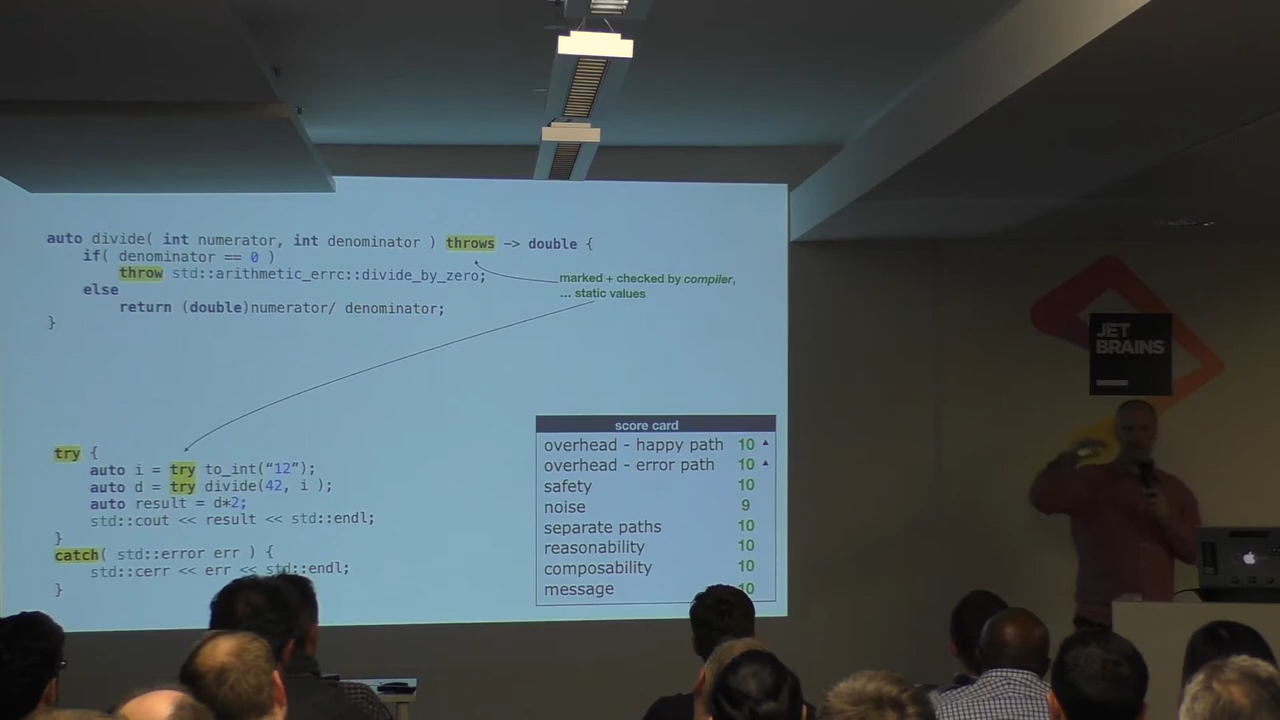 auto divide( int numerator, int denominator ) throws -> double {
if( denominator == 0 )
throw std::arithmetic_errc::divide_by_zero;
else
return (double)numerator/ denominator;
}
marked + checked by compiler,
... static values
try {
auto i = try to_int(“12”);
auto d = try divide(42, i );
auto result = d*2;
std::cout << result << std::endl;
}
catch( std::error err ) {
std::cerr << err << std::endl;
}
score card
overhead - happy path 10 ▲
overhead - error path 10 ▲
safety 10
noise 9
separate paths 10
reasonability 10
composability 10
message 10
JET
BRAINS